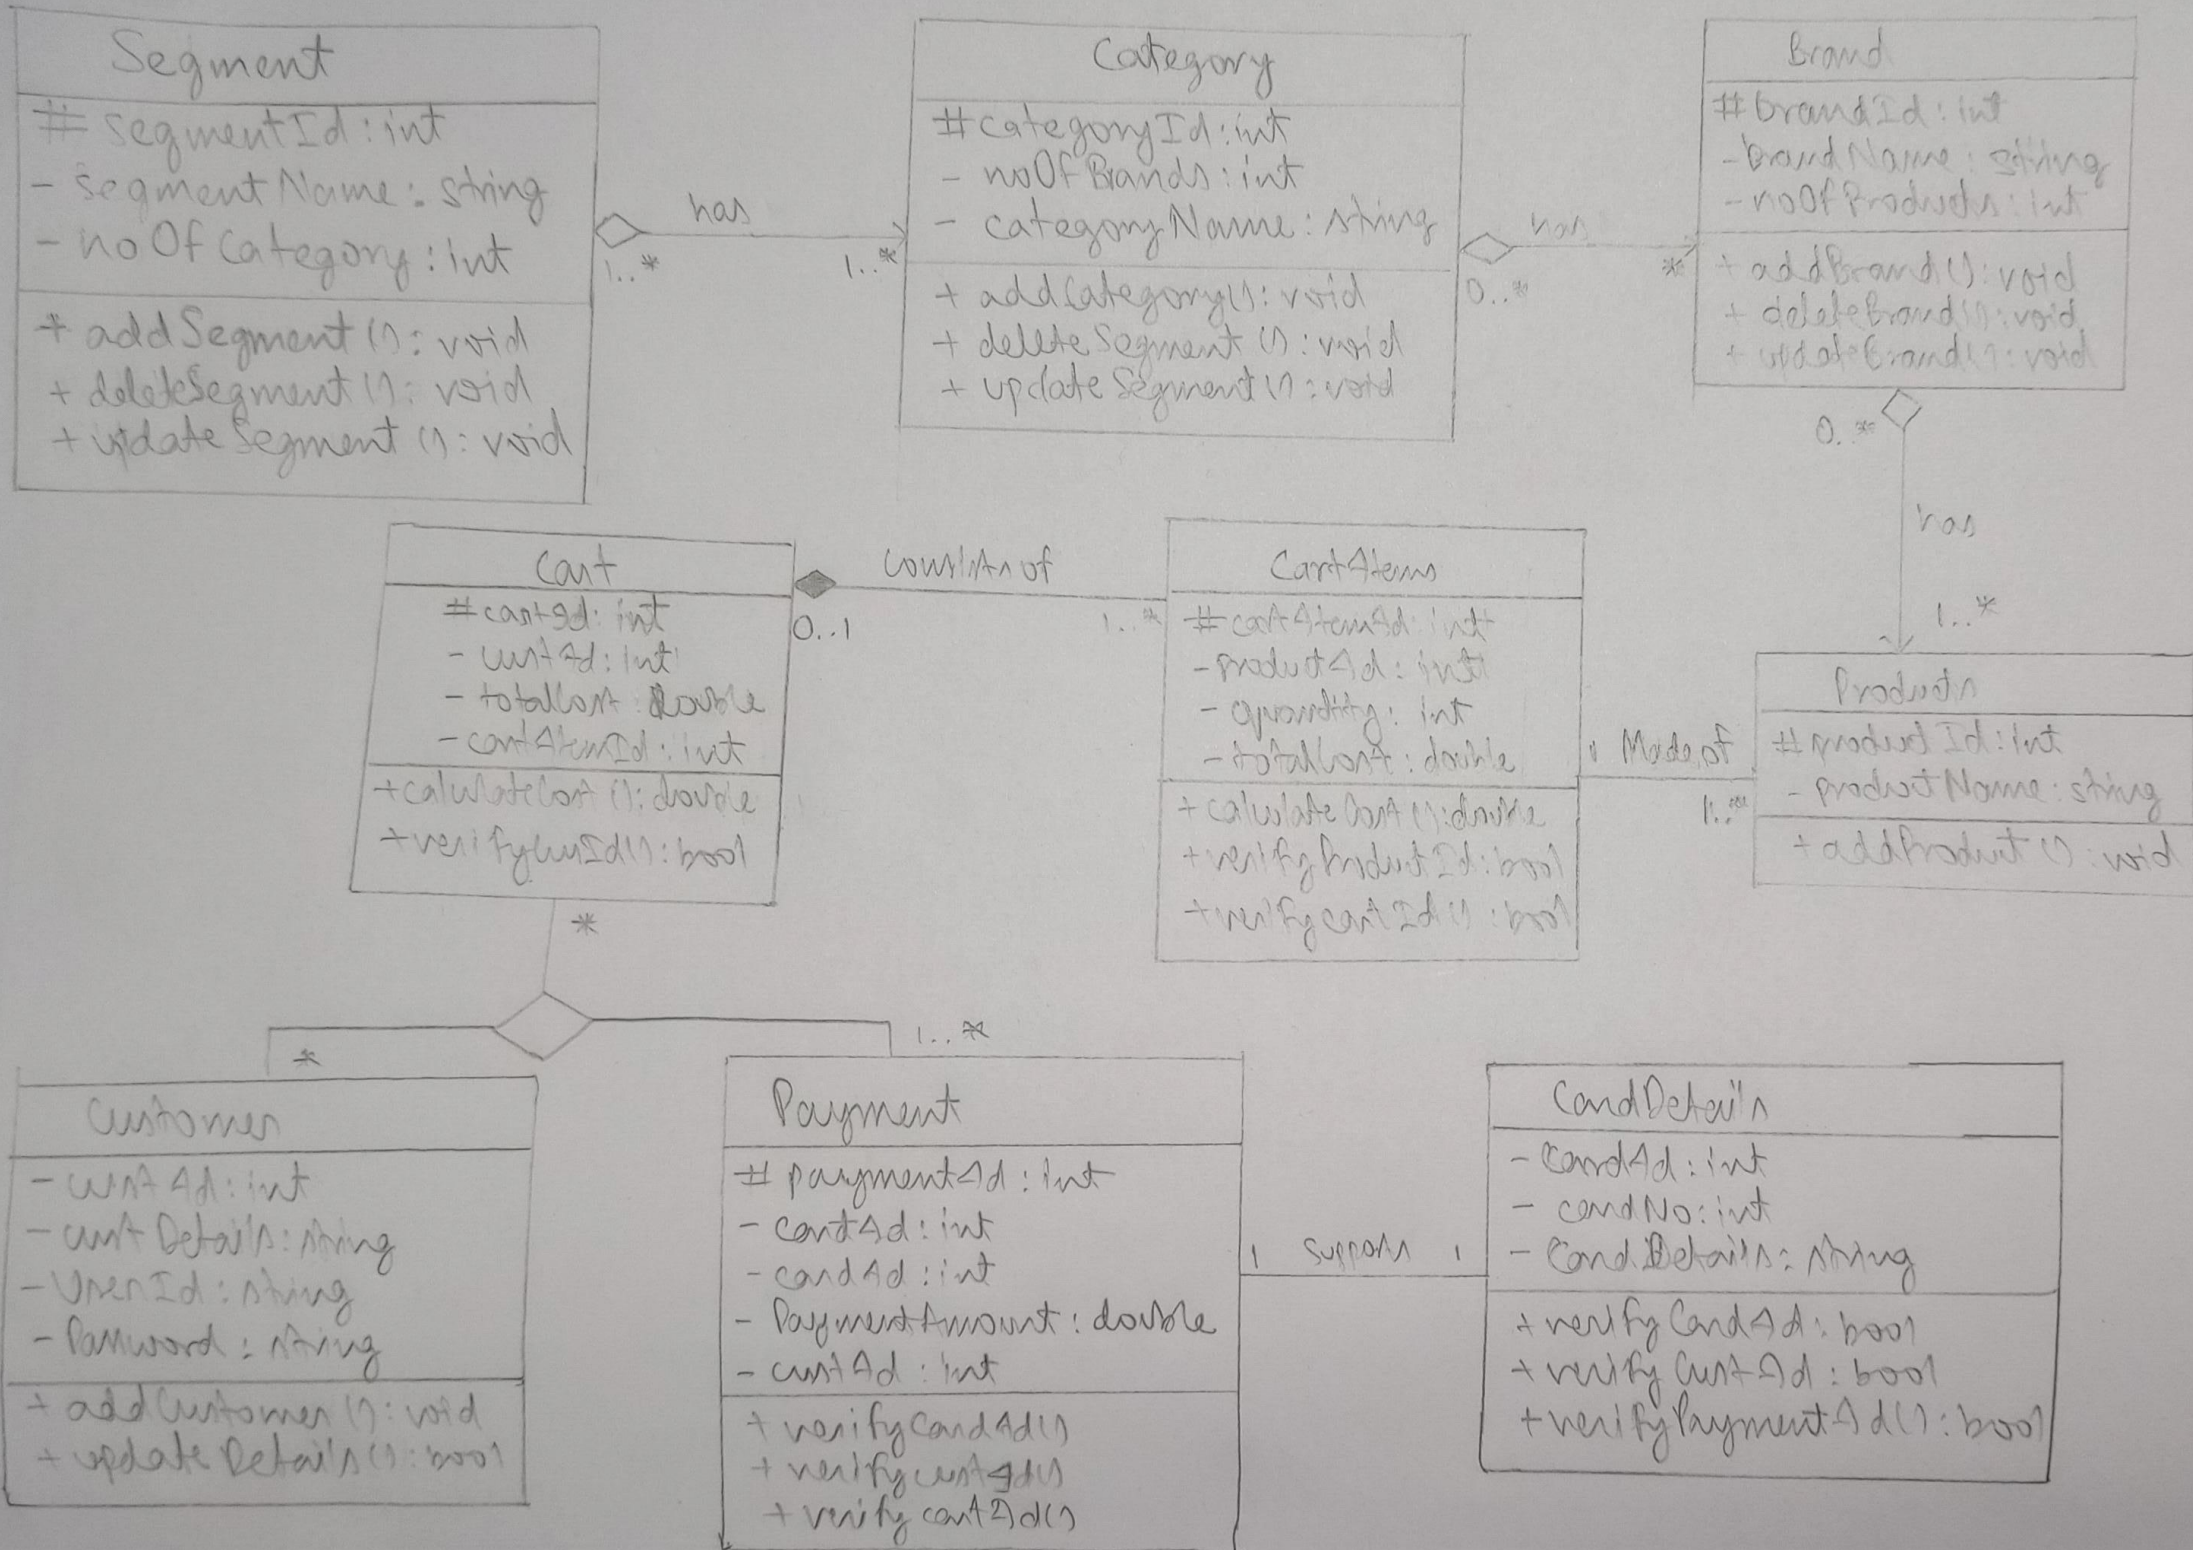 Segment
# segmentId : int
- segmentName : string
- noOfCategory : int
+ addSegment () : void
+ deleteSegment () : void
+ updateSegment () : void
has
1..*
1..*
Category
# categoryId : int
- noOfBrands : int
- categoryName : string
+ addCategory() : void
+ deleteSegment () : void
+ updateSegment () : void
has
0..*
*
Brand
# brandId : int
- brandName : string
- noOfProducts : int
+ addBrand() : void
+ deleteBrand() : void
+ updateBrand() : void
0..*
has
1..*
Cart
# cartId : int
- custId : int
- totalCost : double
- cartItemId : int
+ calulateCost () : double
+ verifyCusId() : bool
consists of
0..1
1..*
CartItems
# cartItemId : int
- productId : int
- quantity : int
- totalCost : double
+ calculateCost () : double
+ verifyProductId : bool
+ verifycartId () : bool
1 Made of
1..*
Products
# productId : int
- productName : string
+ addProduct () : void
*
*
1..*
Customer
- custId : int
- custDetails : string
- UserId : string
- Password : string
+ addCustomer () : void
+ updateDetails () : bool
Payment
# paymentId : int
- cartId : int
- cardId : int
- PaymentAmount : double
- custId : int
+ verifyCardId()
+ verifycustId()
+ verifycartId()
1 1
CardDetails
- CardId : int
- cardNo : int
- CardDetails : string
+ verifyCardId : bool
+ verifyCustId : bool
+ verifyPaymentId() : bool